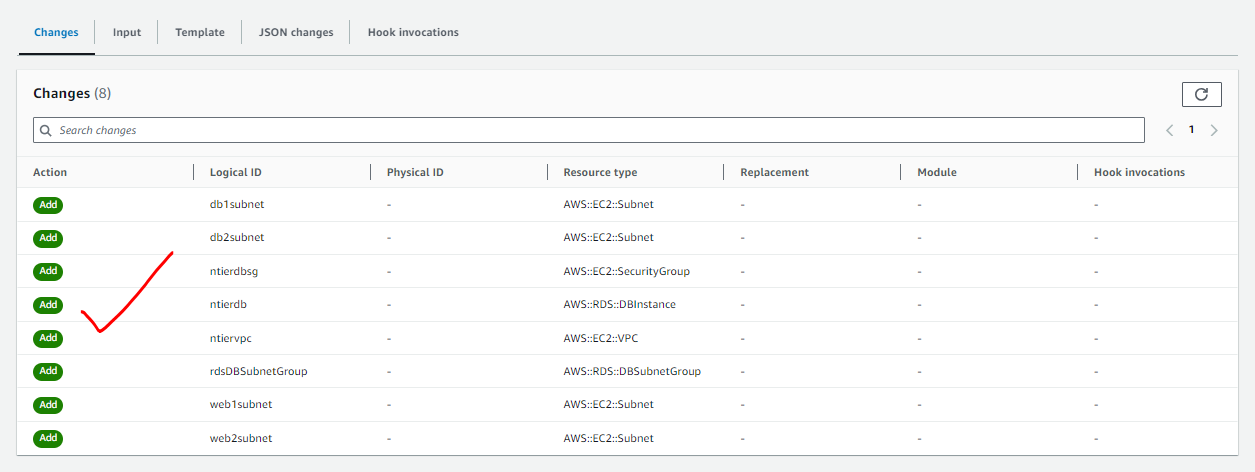 Changes Input Template JSON changes Hook invocations
Changes (8)
Search changes 1
Action Logical ID Physical ID Resource type Replacement Module Hook invocations
Add db1subnet - AWS::EC2::Subnet - - -
Add db2subnet - AWS::EC2::Subnet - - -
Add ntierdbsg - AWS::EC2::SecurityGroup - - -
Add ntierdb - AWS::RDS::DBInstance - - -
Add ntiervpc - AWS::EC2::VPC - - -
Add rdsDBSubnetGroup - AWS::RDS::DBSubnetGroup - - -
Add web1subnet - AWS::EC2::Subnet - - -
Add web2subnet - AWS::EC2::Subnet - - -